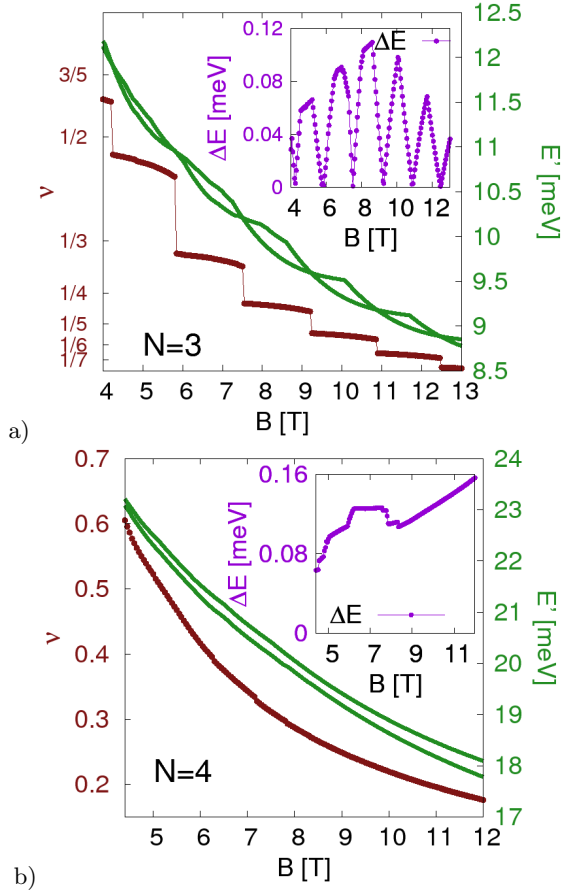 3/5
1/2
1/3
1/4
1/5
1/6
1/7
ν
4 5 6 7 8 9 10 11 12 13
B [T]
12.5
12
11.5
11
10.5
10
9.5
9
8.5
E' [meV]
N=3
0.12
0.08
0.04
0
ΔE [meV]
4 6 8 10 12
B [T]
ΔE
a)
0.7
0.6
0.5
0.4
0.3
0.2
ν
5 6 7 8 9 10 11 12
B [T]
24
23
22
21
20
19
18
17
E' [meV]
N=4
0.16
0.08
0
ΔE [meV]
5 7 9 11
B [T]
ΔE
b)